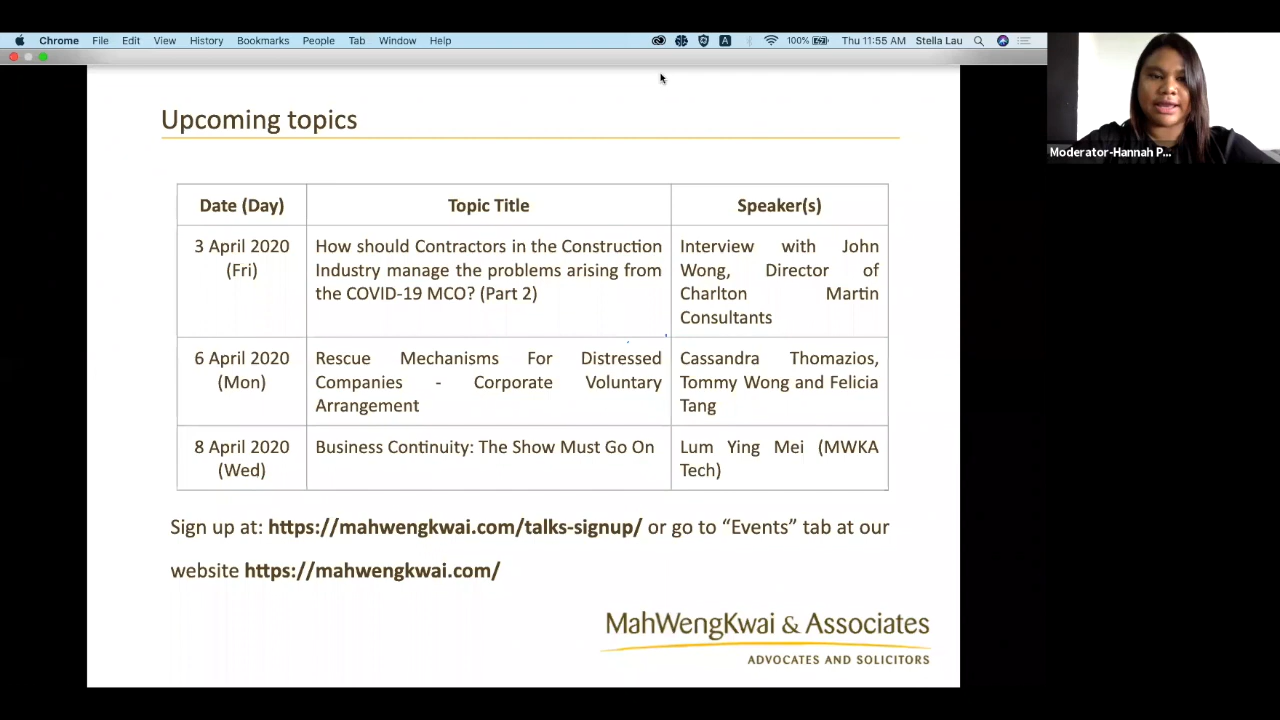 Chrome File Edit View History Bookmarks People Tab Window Help 100% Thu 11:55 AM Stella Lau
Moderator-Hannah P...
Upcoming topics
Date (Day) Topic Title Speaker(s)
3 April 2020
(Fri)
How should Contractors in the Construction
Industry manage the problems arising from
the COVID-19 MCO? (Part 2)
Interview with John
Wong, Director of
Charlton Martin
Consultants
6 April 2020
(Mon)
Rescue Mechanisms For Distressed
Companies - Corporate Voluntary
Arrangement
Cassandra Thomazios,
Tommy Wong and Felicia
Tang
8 April 2020
(Wed)
Business Continuity: The Show Must Go On
Lum Ying Mei (MWKA
Tech)
Sign up at: https://mahwengkwai.com/talks-signup/ or go to “Events” tab at our
website https://mahwengkwai.com/
MahWengKwai & Associates
ADVOCATES AND SOLICITORS